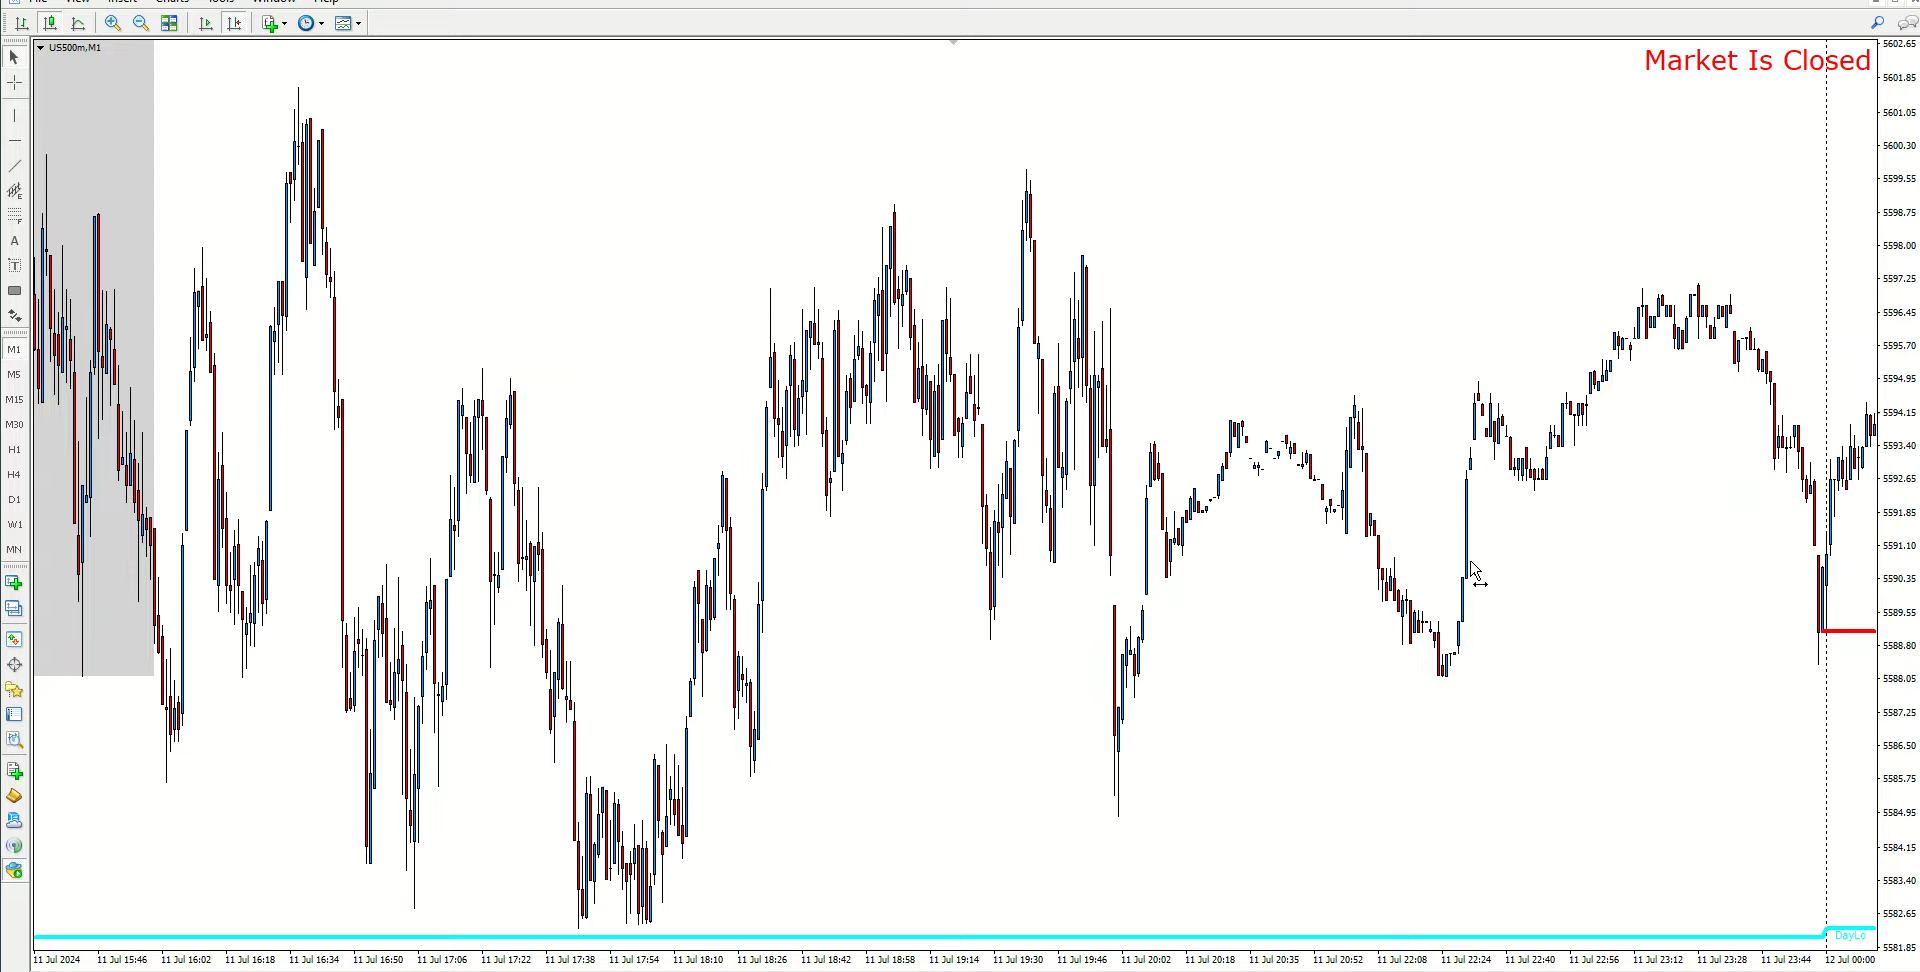 File View Insert Charts Tools Window Help
US500m,M1
Market Is Closed
5602.65
5601.85
5601.05
5600.30
5599.55
5598.75
5598.00
5597.25
5596.45
5595.70
5594.95
5594.15
5593.40
5592.65
5591.85
5591.10
5590.35
5589.55
5588.80
5588.05
5587.25
5586.50
5585.75
5584.95
5584.15
5583.40
5582.65
5581.85
M1
M5
M15
M30
H1
H4
D1
W1
MN
DayLo
11 Jul 2024 11 Jul 15:46 11 Jul 16:02 11 Jul 16:18 11 Jul 16:34 11 Jul 16:50 11 Jul 17:06 11 Jul 17:22 11 Jul 17:38 11 Jul 17:54 11 Jul 18:10 11 Jul 18:26 11 Jul 18:42 11 Jul 18:58 11 Jul 19:14 11 Jul 19:30 11 Jul 19:46 11 Jul 20:02 11 Jul 20:18 11 Jul 20:35 11 Jul 20:52 11 Jul 22:08 11 Jul 22:24 11 Jul 22:40 11 Jul 22:56 11 Jul 23:12 11 Jul 23:28 11 Jul 23:44 12 Jul 00:00